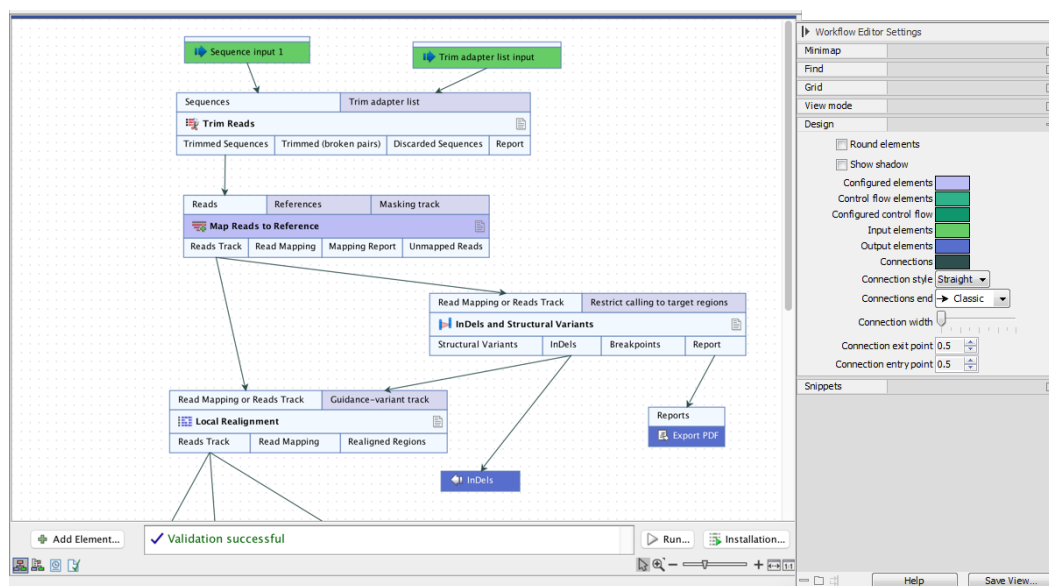 Sequence input 1
Trim adapter list input
Sequences Trim adapter list
Trim Reads
Trimmed Sequences Trimmed (broken pairs) Discarded Sequences Report
Reads References Masking track
Map Reads to Reference
Reads Track Read Mapping Mapping Report Unmapped Reads
Read Mapping or Reads Track Restrict calling to target regions
InDels and Structural Variants
Structural Variants InDels Breakpoints Report
Read Mapping or Reads Track Guidance-variant track
Local Realignment
Reads Track Read Mapping Realigned Regions
Reports
Export PDF
InDels
Add Element...
Validation successful
Run...
Installation...
1:1
Workflow Editor Settings
Minimap
Find
Grid
View mode
Design
Round elements
Show shadow
Configured elements
Control flow elements
Configured control flow
Input elements
Output elements
Connections
Connection style Straight
Connections end Classic
Connection width
Connection exit point 0.5
Connection entry point 0.5
Snippets
Help
Save View...